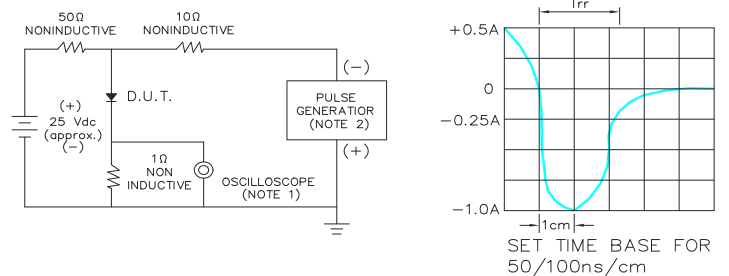 50Ω
NONINDUCTIVE
10Ω
NONINDUCTIVE
(+)
25 Vdc
(approx.)
(−)
D.U.T.
1Ω
NON
INDUCTIVE
OSCILLOSCOPE
(NOTE 1)
(−)
PULSE
GENERATIOR
(NOTE 2)
(+)
Trr
+0.5A
0
−0.25A
−1.0A
1cm
SET TIME BASE FOR
50/100ns/cm